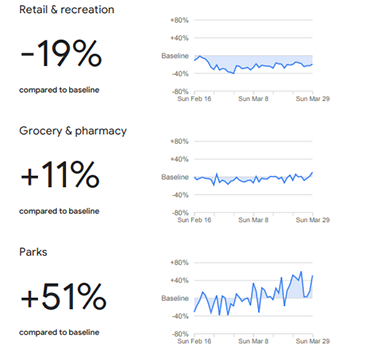 Retail & recreation
-19%
compared to baseline
+80%
+40%
Baseline
-40%
-80%
Sun Feb 16 Sun Mar 8 Sun Mar 29
Grocery & pharmacy
+11%
compared to baseline
+80%
+40%
Baseline
-40%
-80%
Sun Feb 16 Sun Mar 8 Sun Mar 29
Parks
+51%
compared to baseline
+80%
+40%
Baseline
-40%
-80%
Sun Feb 16 Sun Mar 8 Sun Mar 29